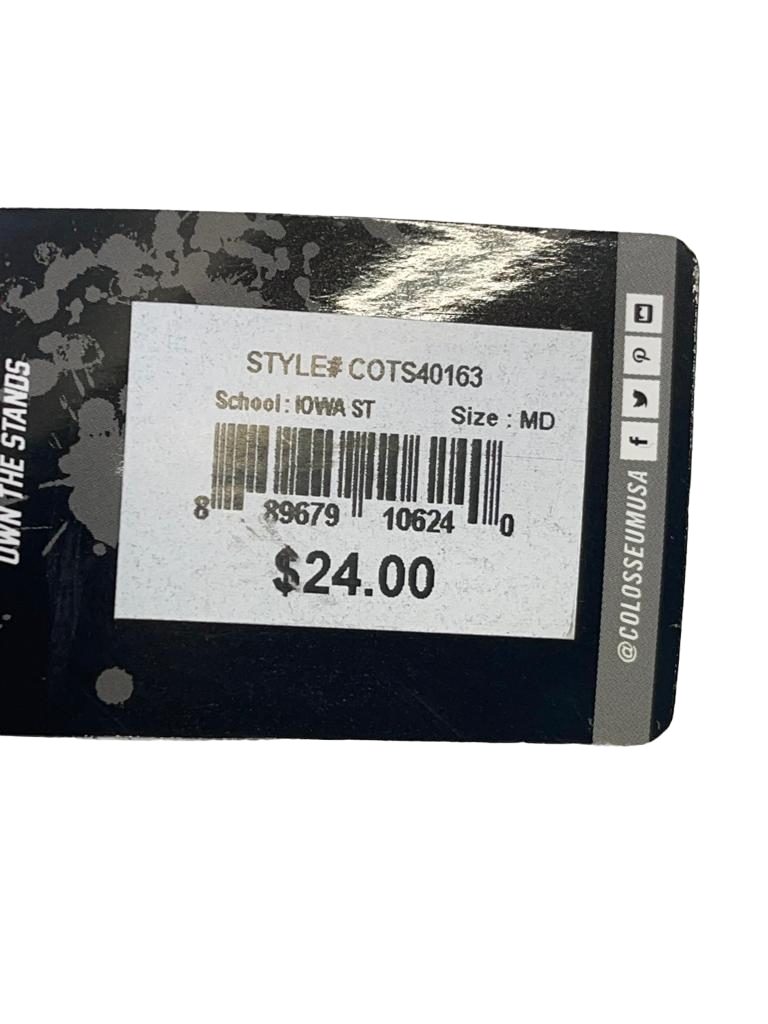 STYLE# COTS40163
School : IOWA ST Size : MD
8 89679 10624 0
$24.00
OWN THE STANDS
@COLOSSEUMUSA